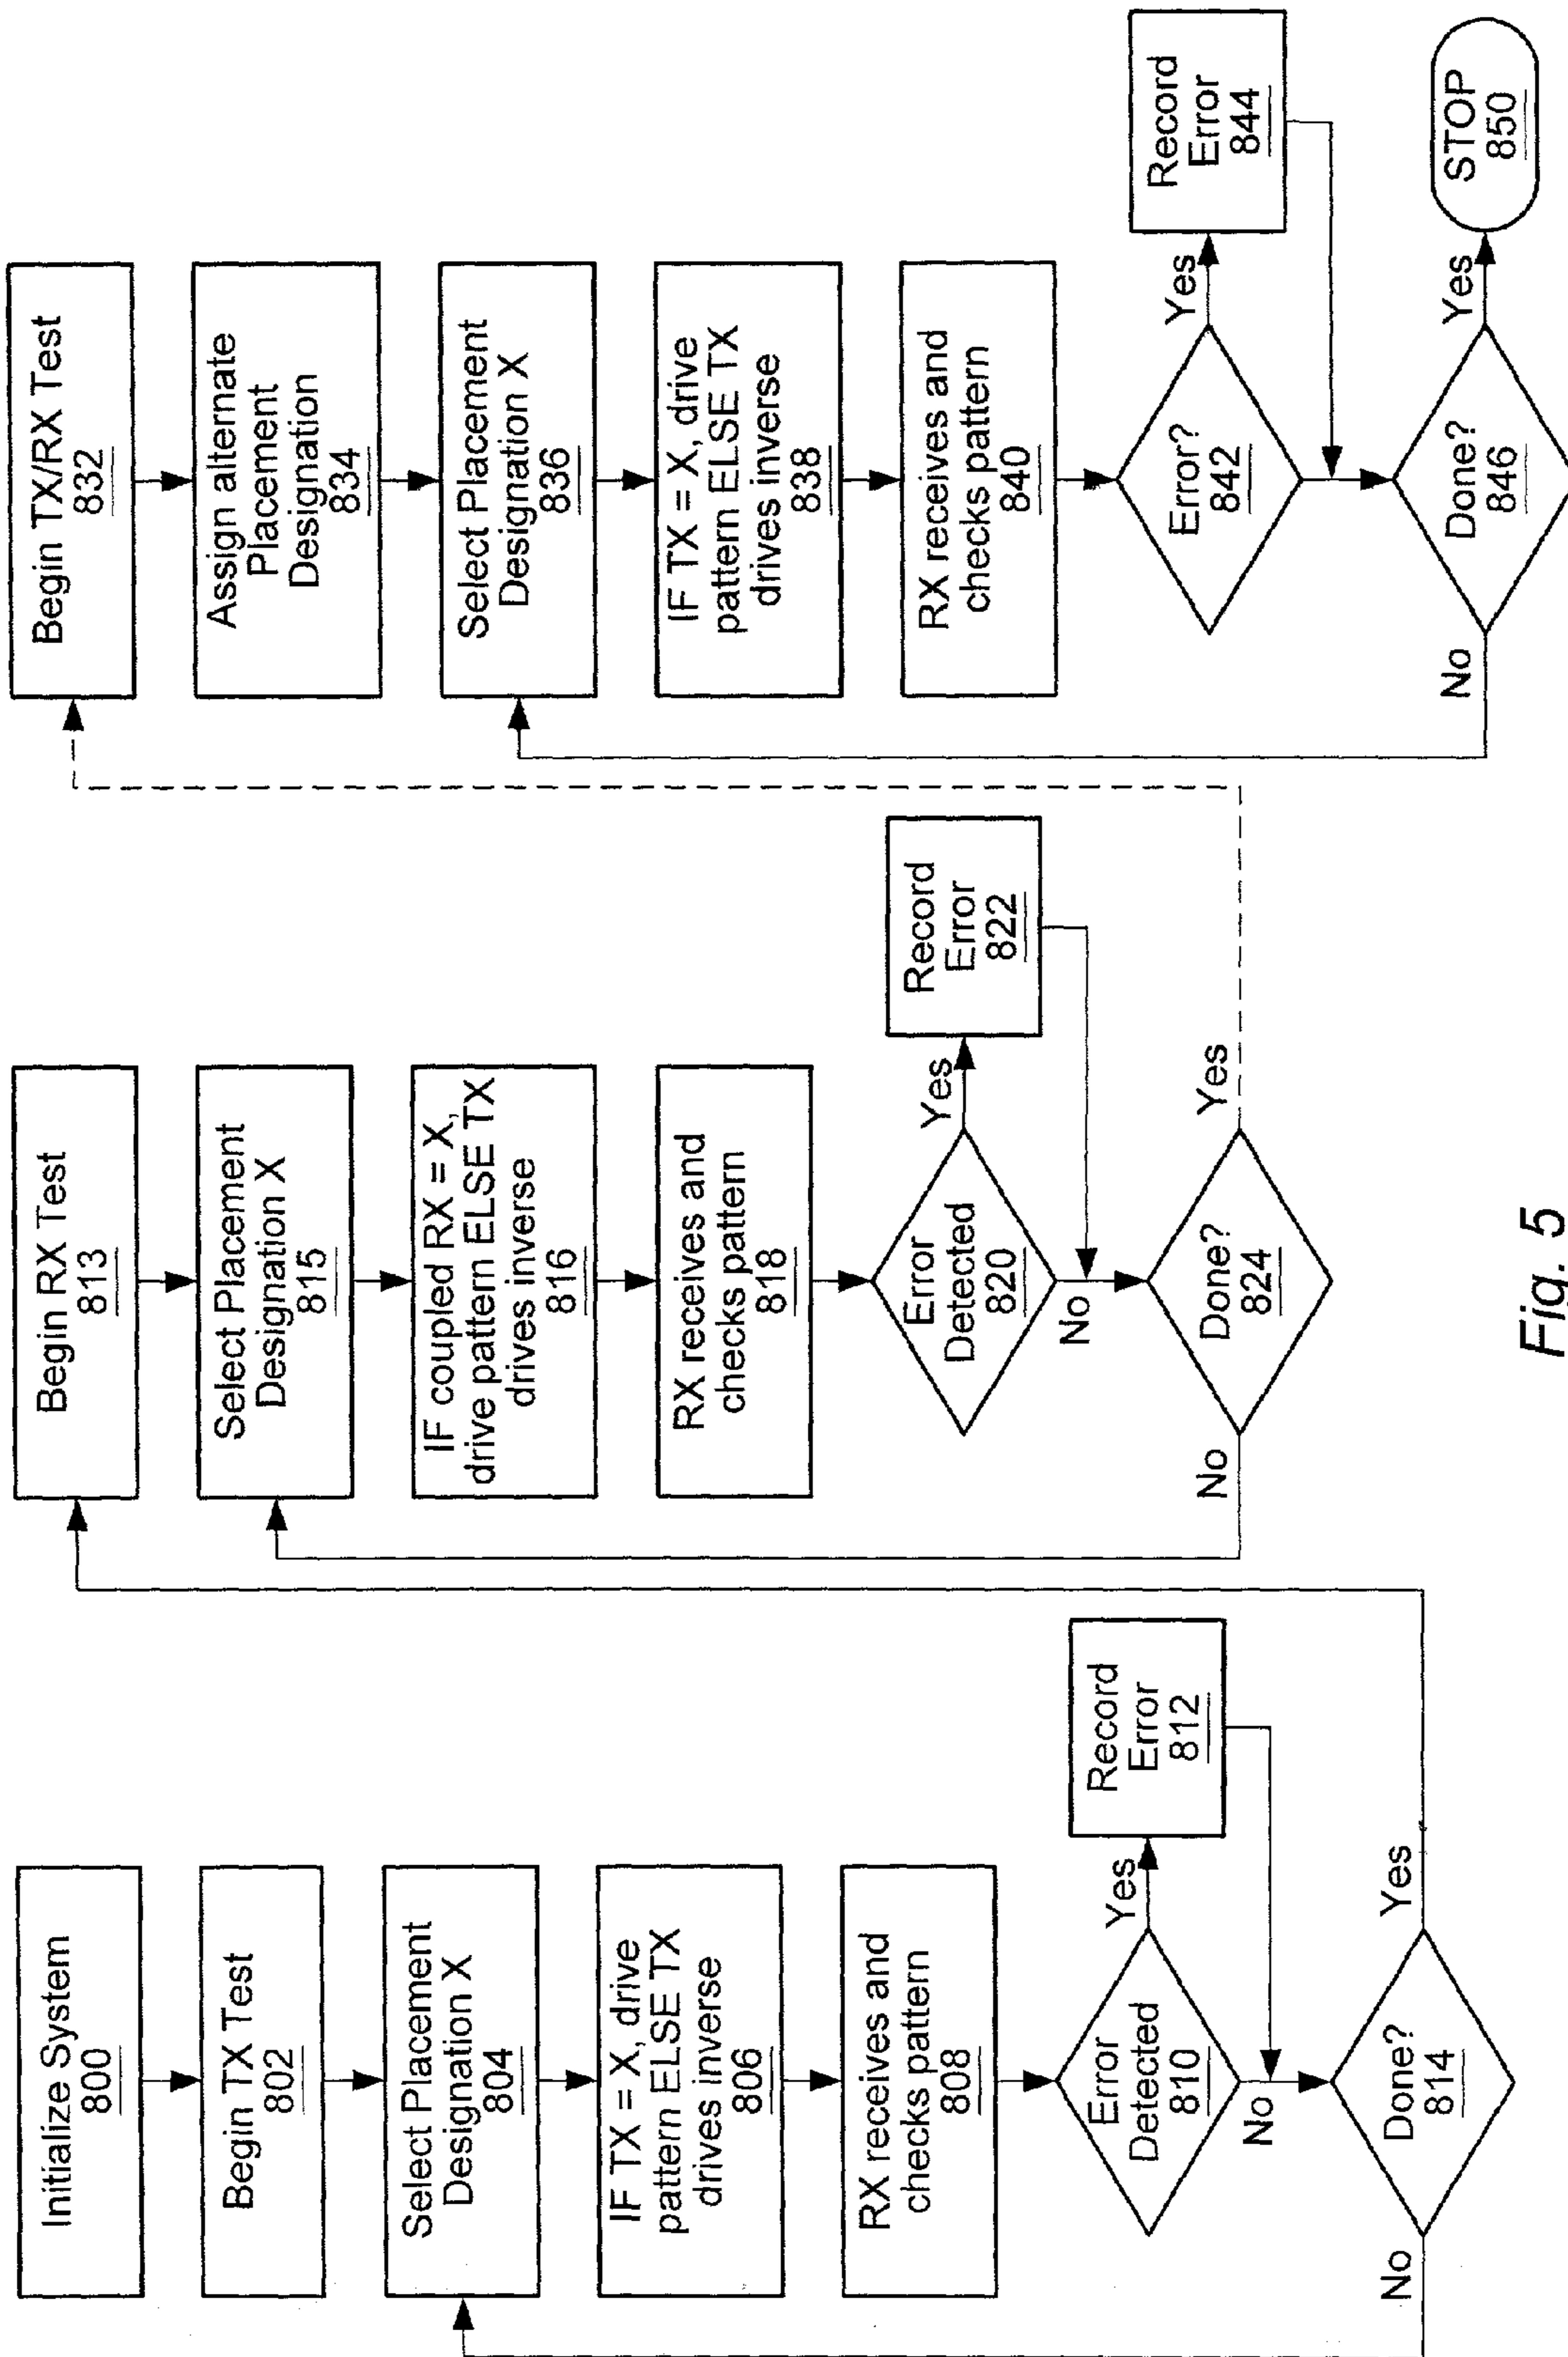 Initialize System
800
Begin TX Test
802
Select Placement
Designation X
804
IF TX = X, drive
pattern ELSE TX
drives inverse
806
RX receives and
checks pattern
808
Error
Detected
810
Yes
Record
Error
812
No
Done?
814
No
Yes
Begin RX Test
813
Select Placement
Designation X
815
IF coupled RX = X,
drive pattern ELSE TX
drives inverse
816
RX receives and
checks pattern
818
Error
Detected
820
Yes
Record
Error
822
No
Done?
824
No
Yes
Begin TX/RX Test
832
Assign alternate
Placement
Designation
834
Select Placement
Designation X
836
IF TX = X, drive
pattern ELSE TX
drives inverse
838
RX receives and
checks pattern
840
Error?
842
Yes
Record
Error
844
Done?
846
No
Yes
STOP
850
Fig. 5